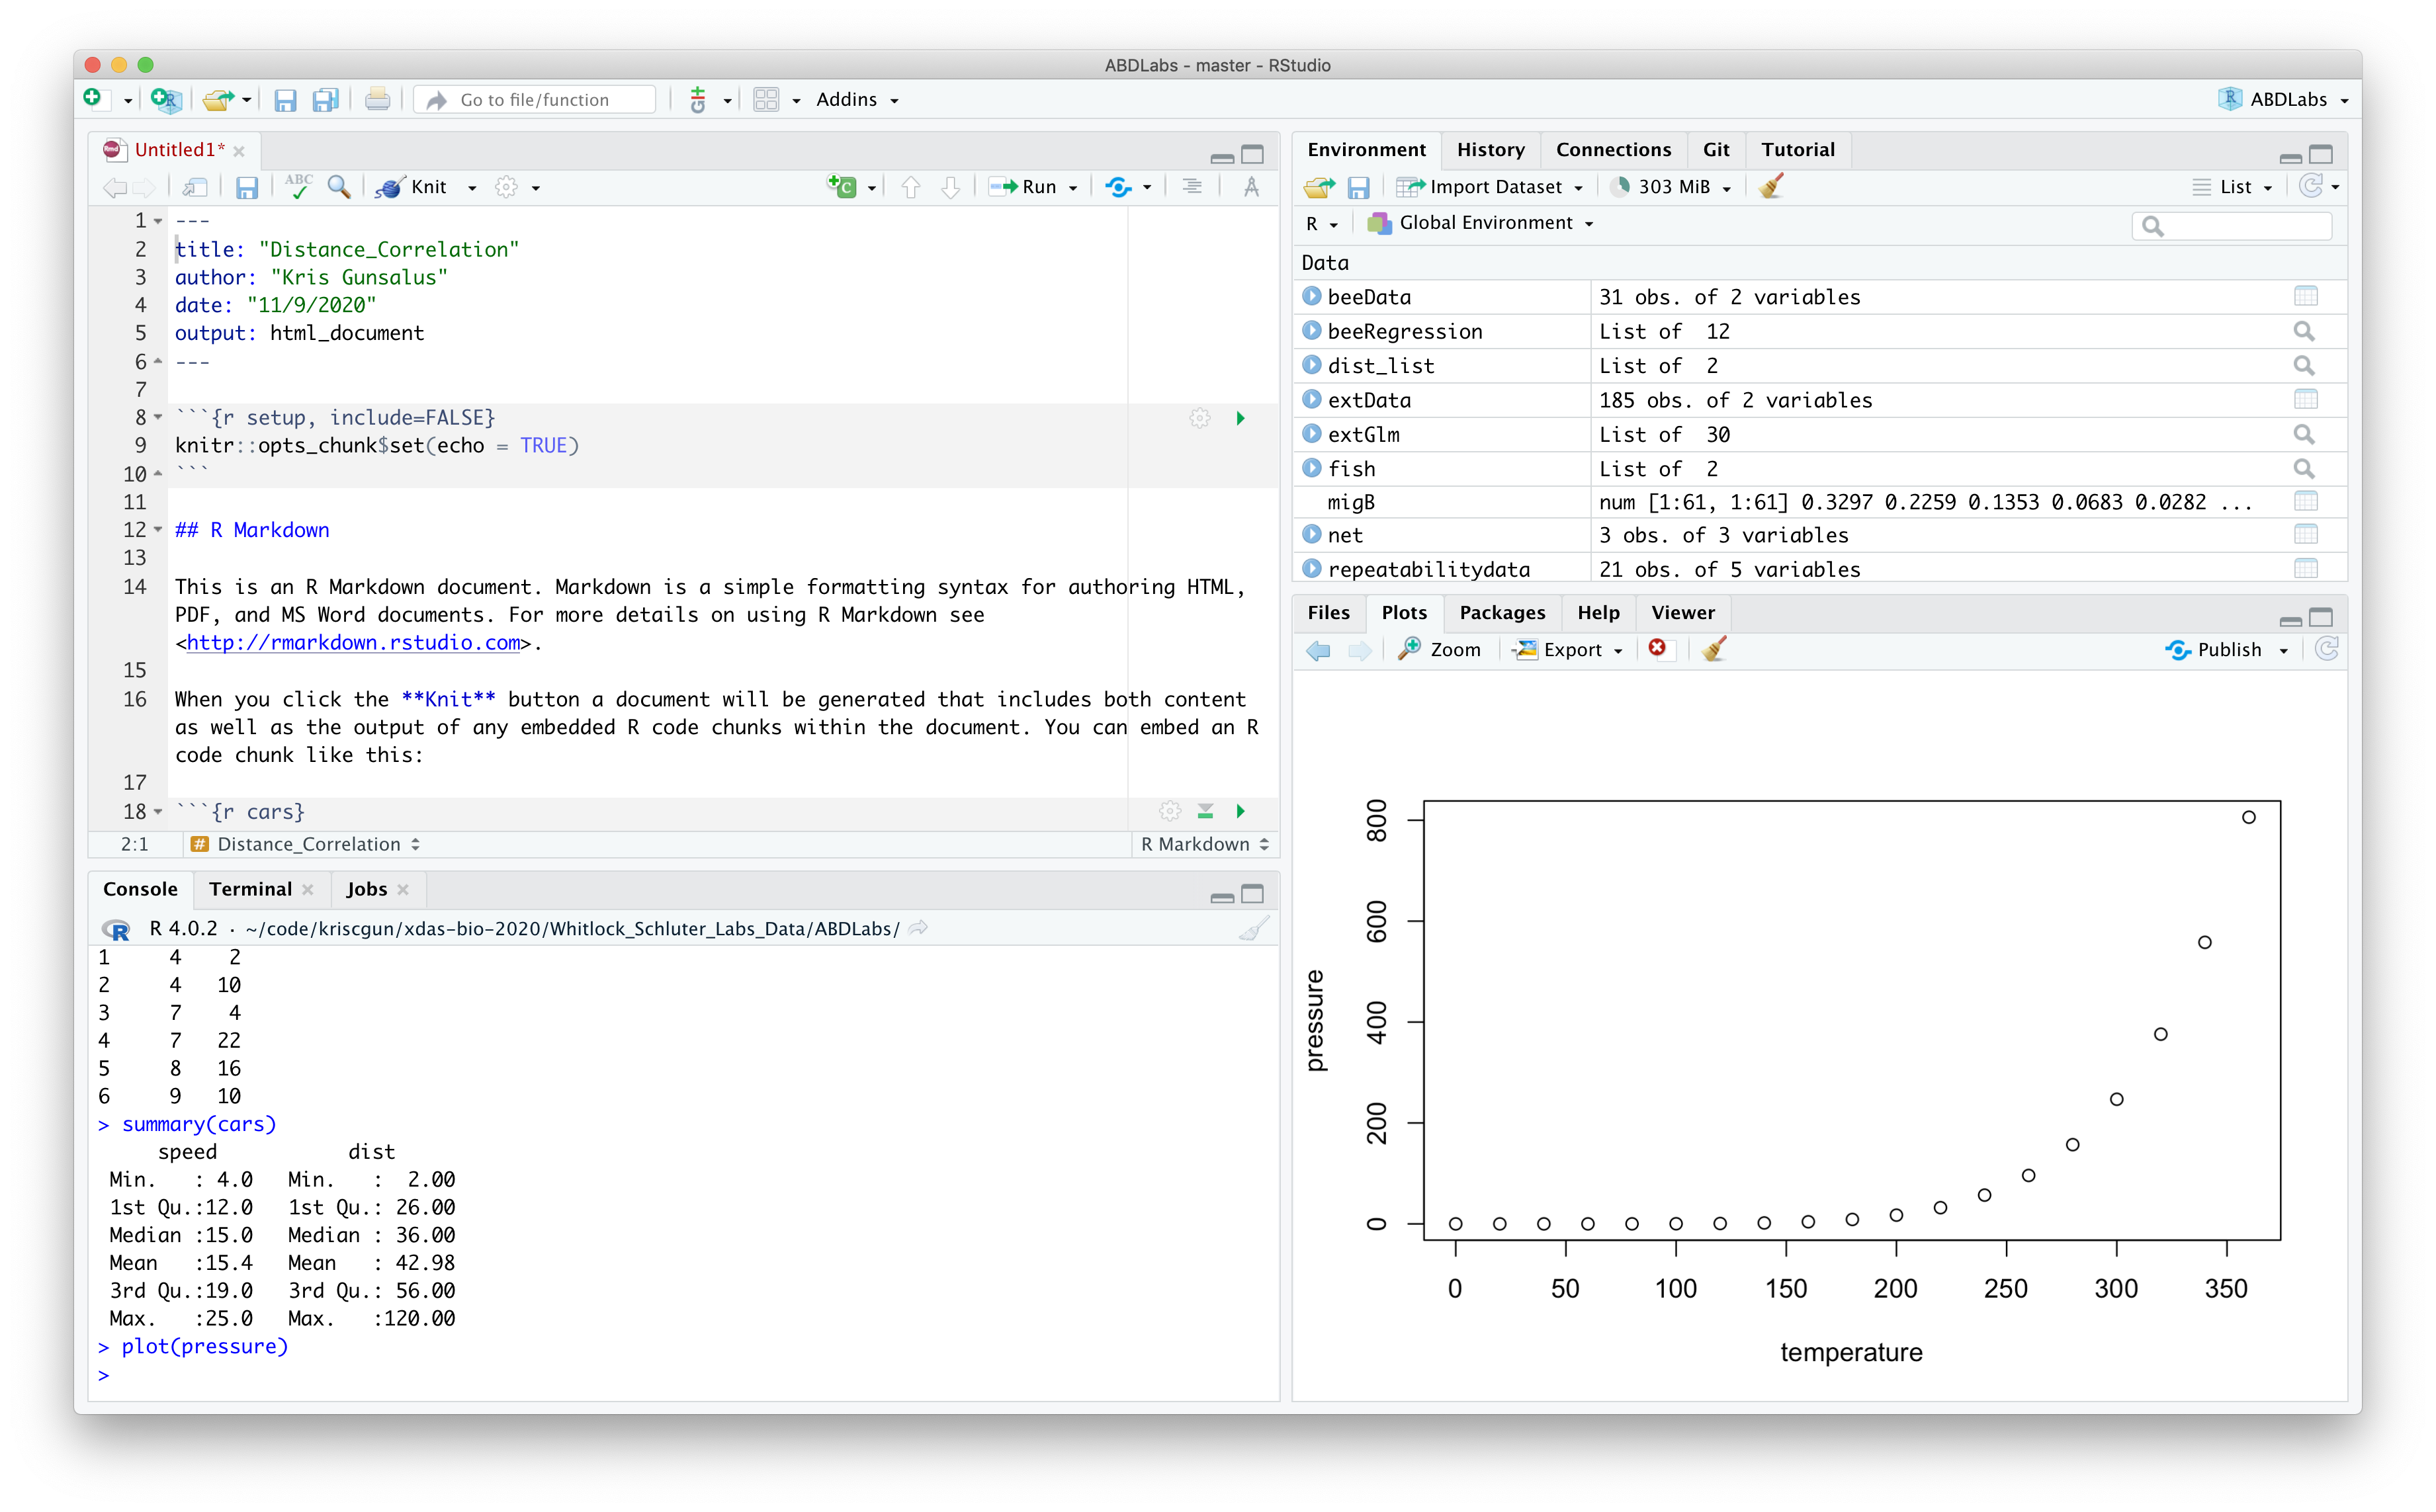 ABDLabs - master - RStudio
Go to file/function
Git
Addins
ABDLabs
Rmd Untitled1*
ABC
Knit
C
Run
1 ---
2 title: "Distance_Correlation"
3 author: "Kris Gunsalus"
4 date: "11/9/2020"
5 output: html_document
6 ---
7
8 ```{r setup, include=FALSE}
9 knitr::opts_chunk$set(echo = TRUE)
10 ```
11
12 ## R Markdown
13
14 This is an R Markdown document. Markdown is a simple formatting syntax for authoring HTML,
PDF, and MS Word documents. For more details on using R Markdown see
<http://rmarkdown.rstudio.com>.
15
16 When you click the **Knit** button a document will be generated that includes both content
as well as the output of any embedded R code chunks within the document. You can embed an R
code chunk like this:
17
18 ```{r cars}
2:1 # Distance_Correlation R Markdown
Console Terminal Jobs
R R 4.0.2 · ~/code/kriscgun/xdas-bio-2020/Whitlock_Schluter_Labs_Data/ABDLabs/
1 4 2
2 4 10
3 7 4
4 7 22
5 8 16
6 9 10
> summary(cars)
speed dist
Min. : 4.0 Min. : 2.00
1st Qu.:12.0 1st Qu.: 26.00
Median :15.0 Median : 36.00
Mean :15.4 Mean : 42.98
3rd Qu.:19.0 3rd Qu.: 56.00
Max. :25.0 Max. :120.00
> plot(pressure)
>
Environment History Connections Git Tutorial
Import Dataset 303 MiB List
R Global Environment
Data
beeData 31 obs. of 2 variables
beeRegression List of 12
dist_list List of 2
extData 185 obs. of 2 variables
extGlm List of 30
fish List of 2
migB num [1:61, 1:61] 0.3297 0.2259 0.1353 0.0683 0.0282 ...
net 3 obs. of 3 variables
repeatabilitydata 21 obs. of 5 variables
Files Plots Packages Help Viewer
Zoom Export Publish
pressure
800
600
400
200
0
0 50 100 150 200 250 300 350
temperature